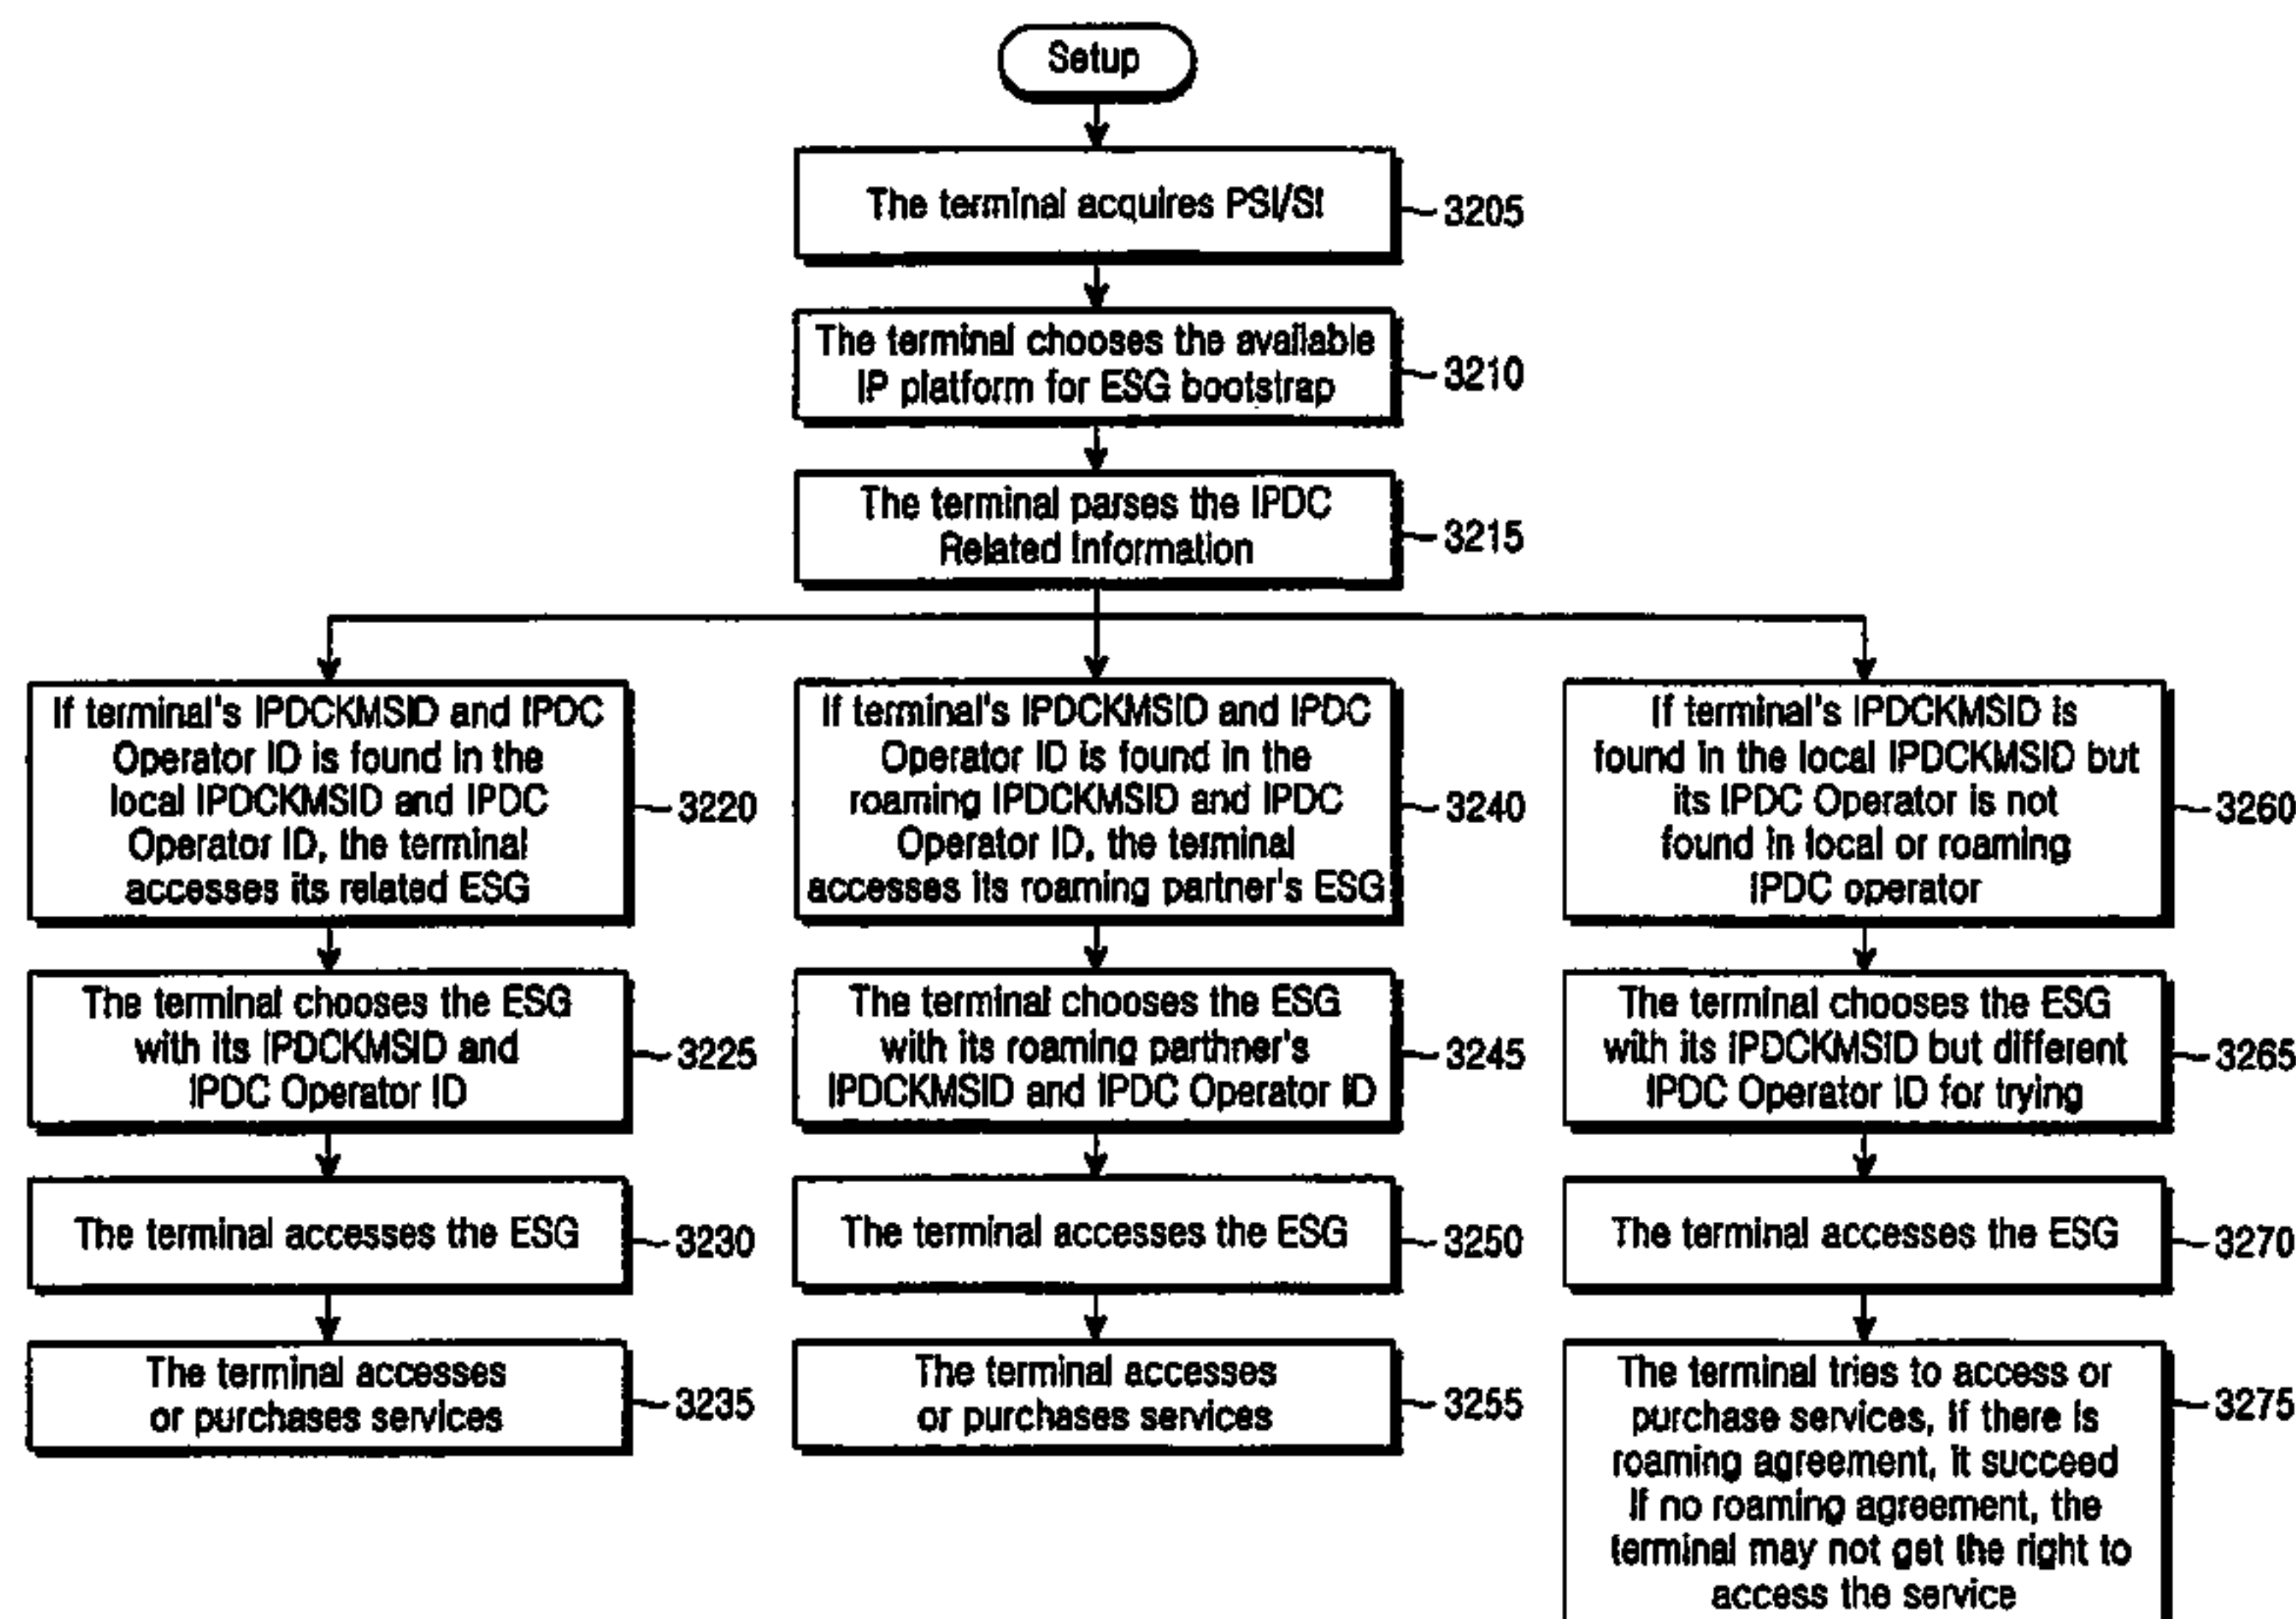 Setup
The terminal acquires PSI/SI
3205
The terminal chooses the available
IP platform for ESG bootstrap
3210
The terminal parses the IPDC
Related Information
3215
If terminal's IPDCKMSID and IPDC
Operator ID is found in the
local IPDCKMSID and IPDC
Operator ID, the terminal
accesses its related ESG
3220
The terminal chooses the ESG
with its IPDCKMSID and
IPDC Operator ID
3225
The terminal accesses the ESG
3230
The terminal accesses
or purchases services
3235
If terminal's IPDCKMSID and IPDC
Operator ID is found in the
roaming IPDCKMSID and IPDC
Operator ID, the terminal
accesses its roaming partner's ESG
3240
The terminal chooses the ESG
with its roaming parthner's
IPDCKMSID and IPDC Operator ID
3245
The terminal accesses the ESG
3250
The terminal accesses
or purchases services
3255
If terminal's IPDCKMSID is
found in the local IPDCKMSID but
its IPDC Operator is not
found in local or roaming
IPDC operator
3260
The terminal chooses the ESG
with its IPDCKMSID but different
IPDC Operator ID for trying
3265
The terminal accesses the ESG
3270
The terminal tries to access or
purchase services, if there is
roaming agreement, it succeed
If no roaming agreement, the
terminal may not get the right to
access the service
3275